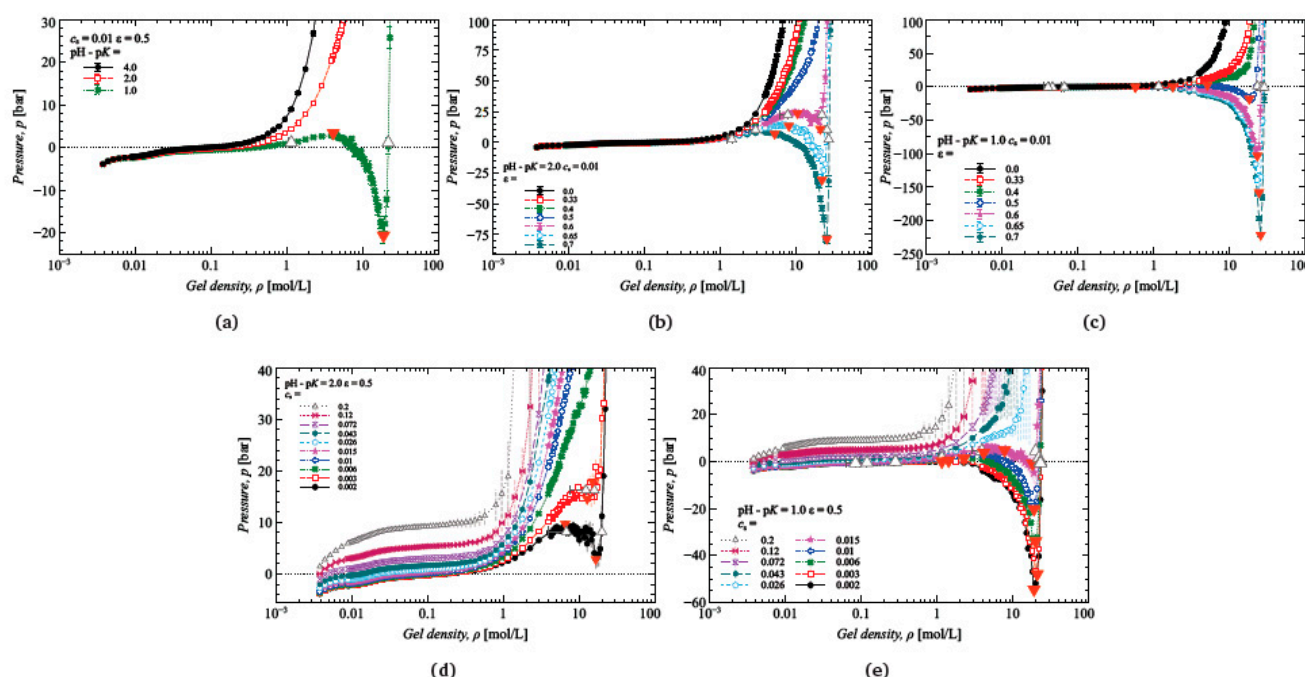 30
20
10
0
−10
−20
Pressure, p [bar]
c_s = 0.01 ε = 0.5
pH - pK =
4.0
2.0
1.0
10⁻³ 0.01 0.1 1 10 100
Gel density, ρ [mol/L]
(a)
100
75
50
25
0
−25
−50
−75
Pressure, p [bar]
pH - pK = 2.0 c_s = 0.01
ε =
0.0
0.33
0.4
0.5
0.6
0.65
0.7
10⁻³ 0.01 0.1 1 10 100
Gel density, ρ [mol/L]
(b)
100
50
0
−50
−100
−150
−200
−250
Pressure, p [bar]
pH - pK = 1.0 c_s = 0.01
ε =
0.0
0.33
0.4
0.5
0.6
0.65
0.7
10⁻³ 0.01 0.1 1 10 100
Gel density, ρ [mol/L]
(c)
40
30
20
10
0
Pressure, p [bar]
pH - pK = 2.0 ε = 0.5
c_s =
0.2
0.12
0.072
0.043
0.026
0.015
0.01
0.006
0.003
0.002
10⁻³ 0.01 0.1 1 10 100
Gel density, ρ [mol/L]
(d)
40
20
0
−20
−40
−60
Pressure, p [bar]
pH - pK = 1.0 ε = 0.5
c_s =
0.2 0.015
0.12 0.01
0.072 0.006
0.043 0.003
0.026 0.002
10⁻³ 0.01 0.1 1 10 100
Gel density, ρ [mol/L]
(e)